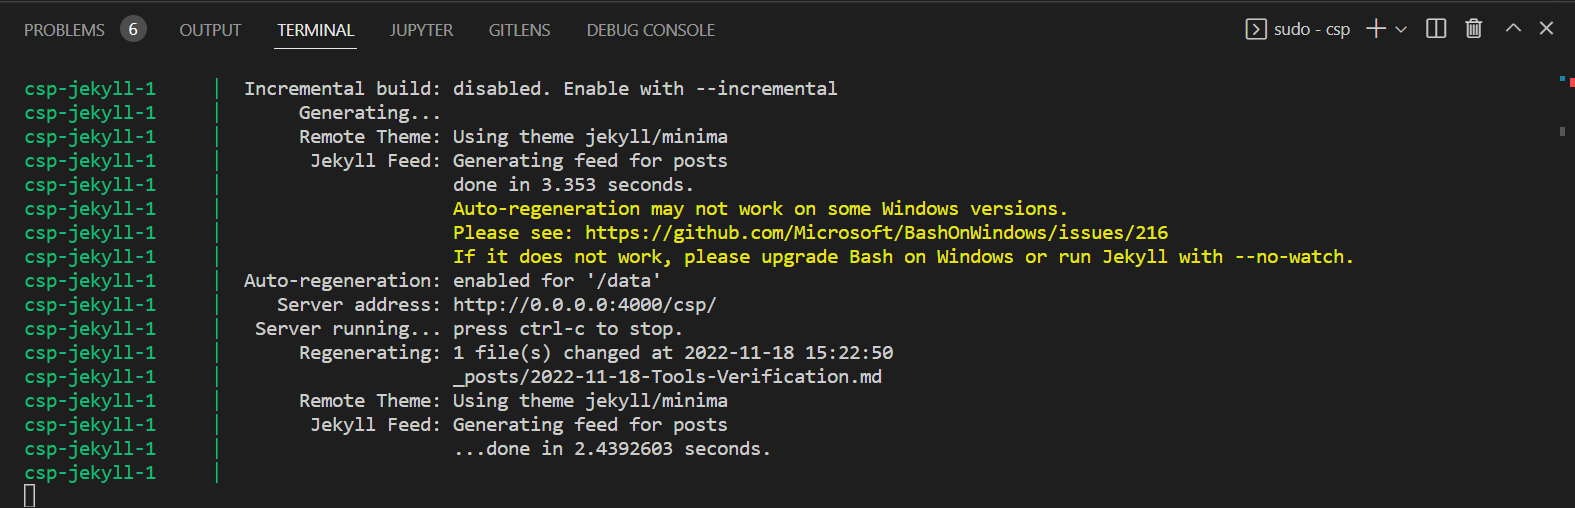 PROBLEMS 6 OUTPUT TERMINAL JUPYTER GITLENS DEBUG CONSOLE sudo - csp
csp-jekyll-1 | Incremental build: disabled. Enable with --incremental
csp-jekyll-1 | Generating...
csp-jekyll-1 | Remote Theme: Using theme jekyll/minima
csp-jekyll-1 | Jekyll Feed: Generating feed for posts
csp-jekyll-1 | done in 3.353 seconds.
csp-jekyll-1 | Auto-regeneration may not work on some Windows versions.
csp-jekyll-1 | Please see: https://github.com/Microsoft/BashOnWindows/issues/216
csp-jekyll-1 | If it does not work, please upgrade Bash on Windows or run Jekyll with --no-watch.
csp-jekyll-1 | Auto-regeneration: enabled for '/data'
csp-jekyll-1 | Server address: http://0.0.0.0:4000/csp/
csp-jekyll-1 | Server running... press ctrl-c to stop.
csp-jekyll-1 | Regenerating: 1 file(s) changed at 2022-11-18 15:22:50
csp-jekyll-1 | _posts/2022-11-18-Tools-Verification.md
csp-jekyll-1 | Remote Theme: Using theme jekyll/minima
csp-jekyll-1 | Jekyll Feed: Generating feed for posts
csp-jekyll-1 | ...done in 2.4392603 seconds.
csp-jekyll-1 |